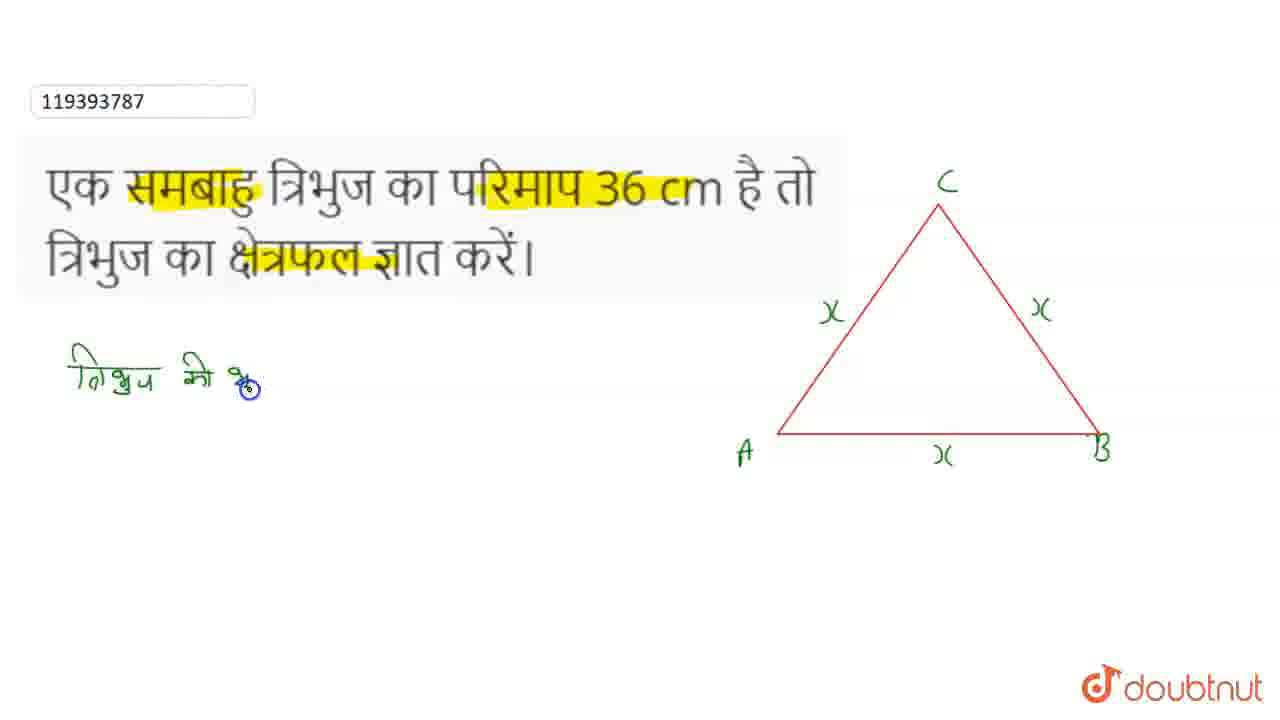 119393787
एक समबाहु त्रिभुज का परिमाप 36 cm है तो
त्रिभुज का क्षेत्रफल ज्ञात करें।
C
x
x
त्रिभुज की
A
x
B
doubtnut